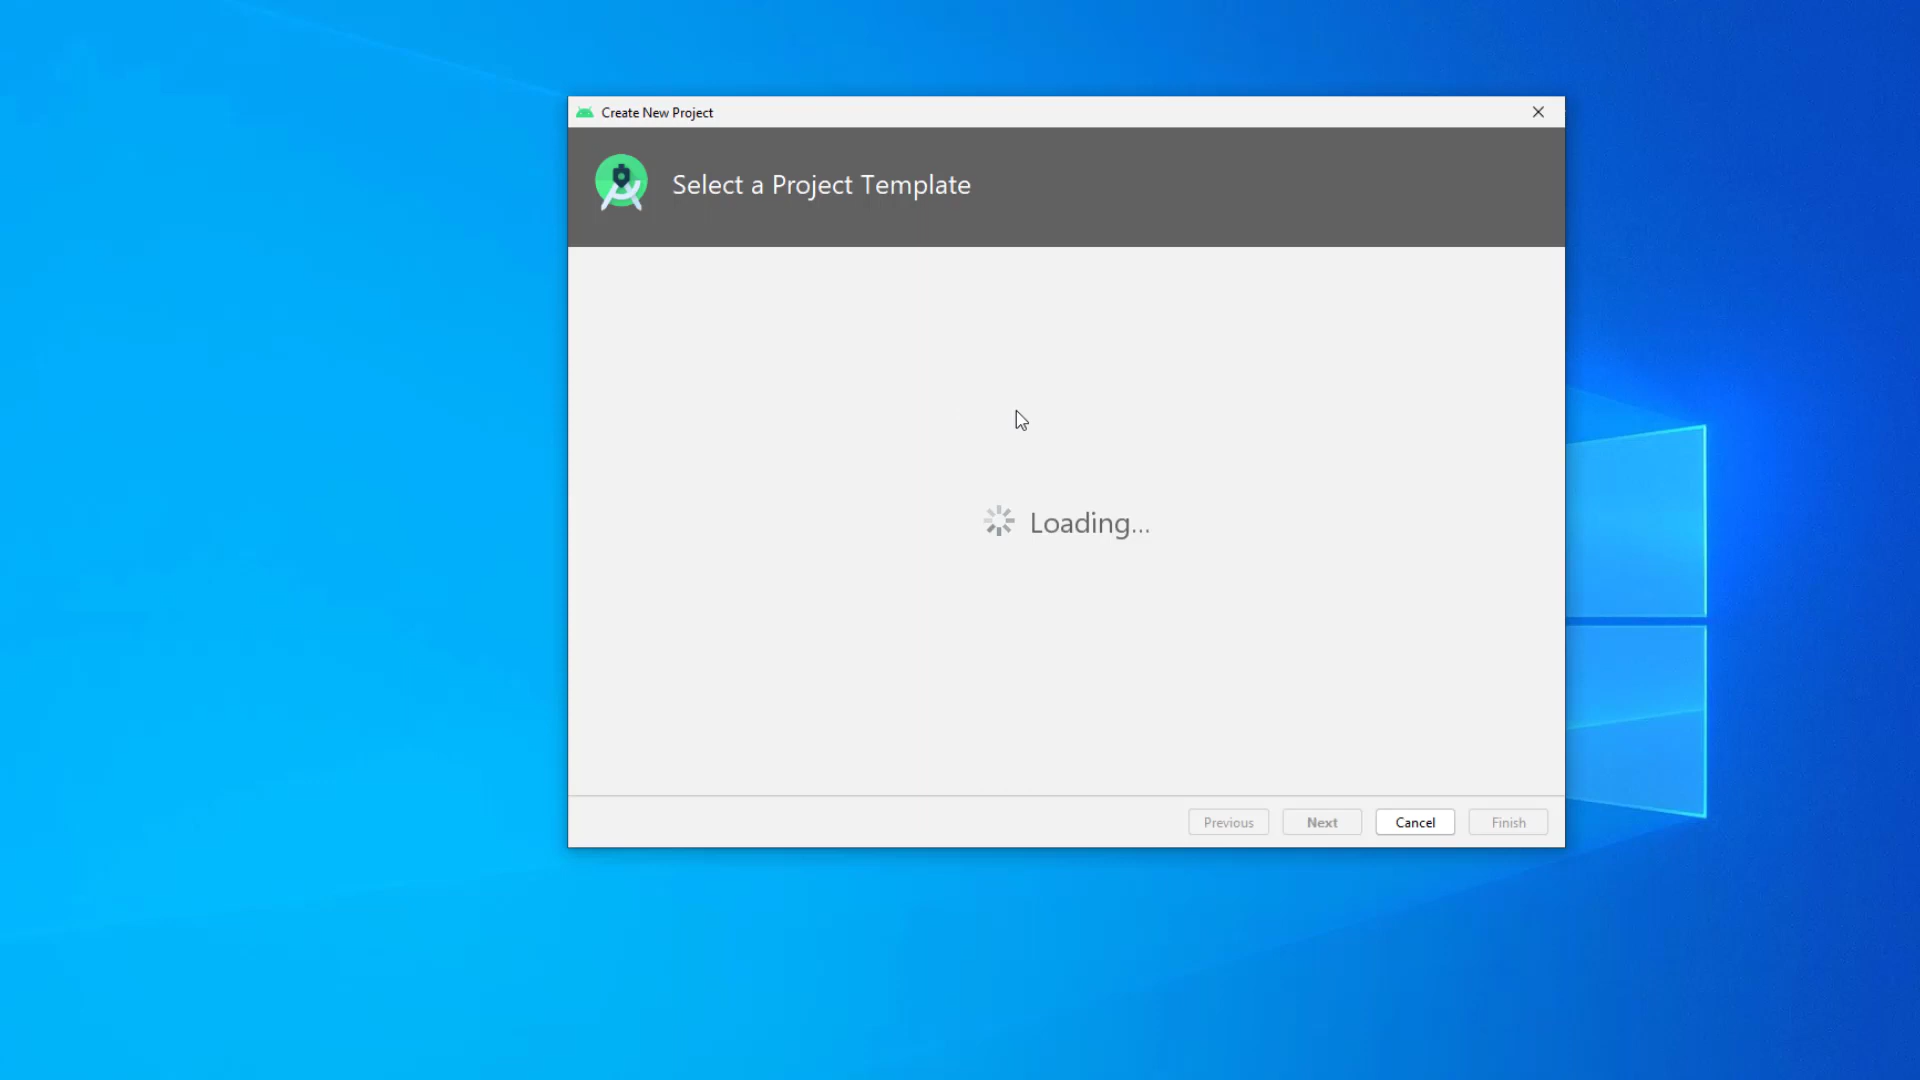 Create New Project
Select a Project Template
Loading...
Previous
Next
Cancel
Finish